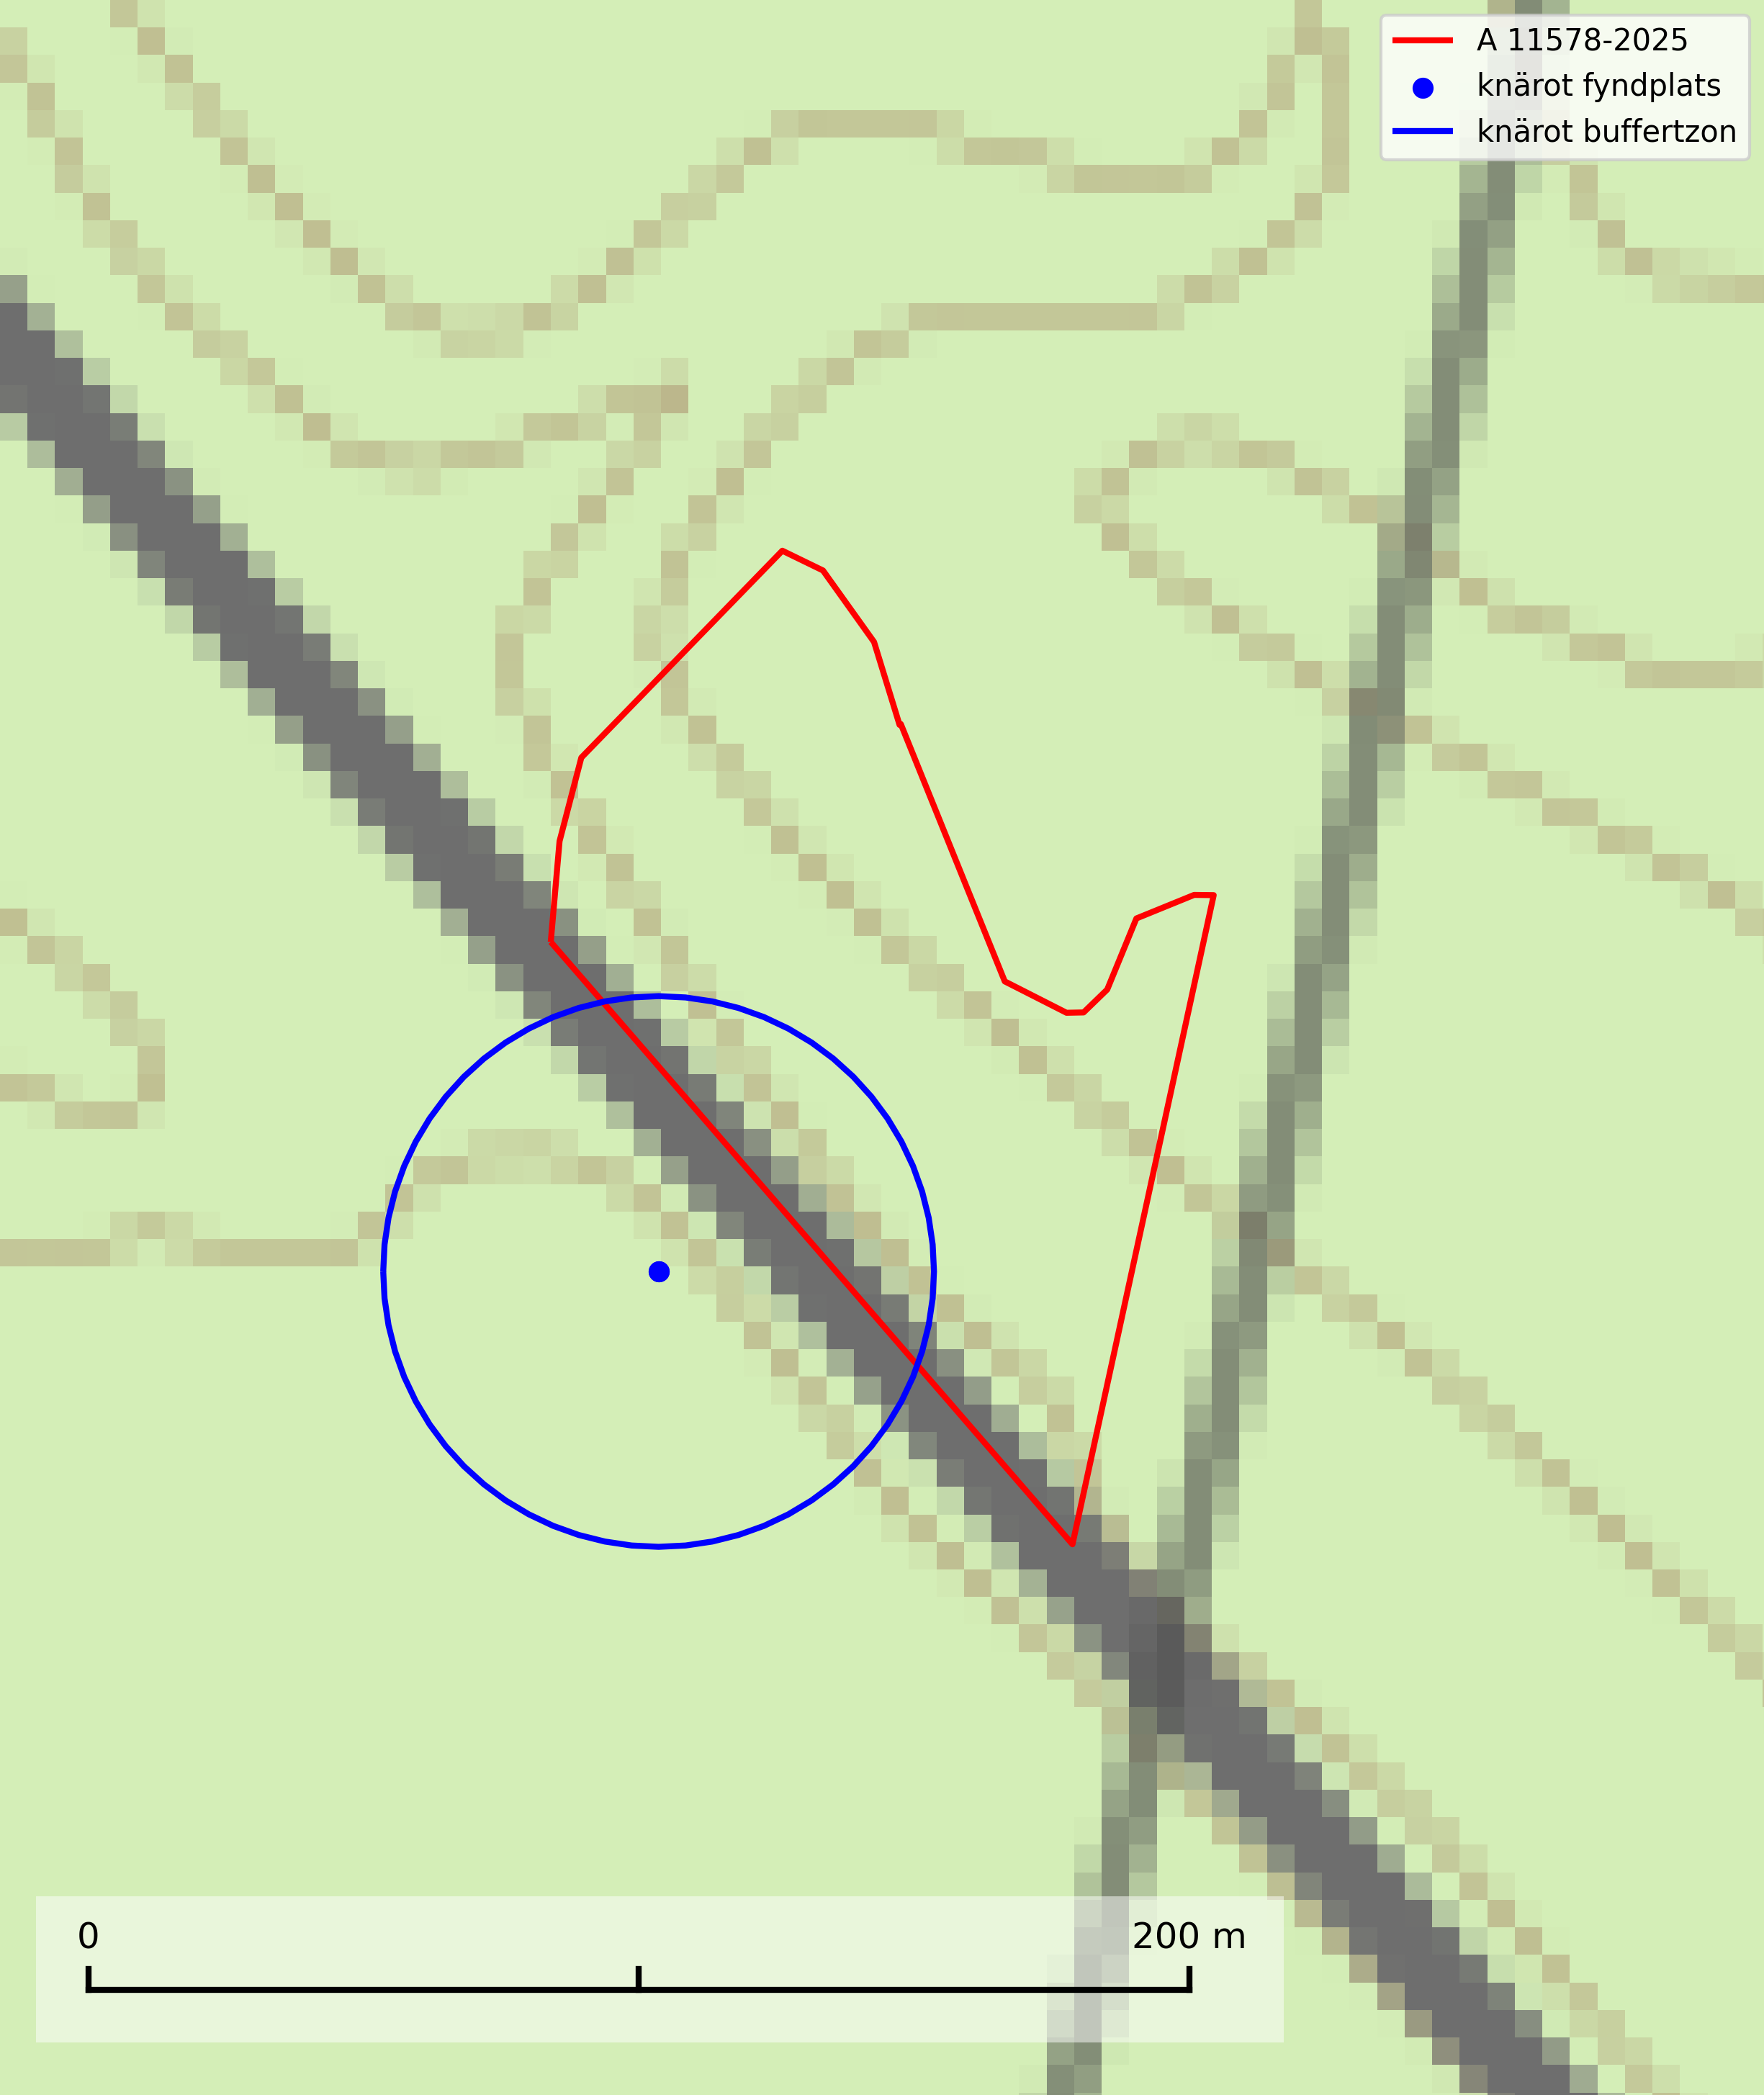 A 11578-2025
knärot fyndplats
knärot buffertzon
0
200 m